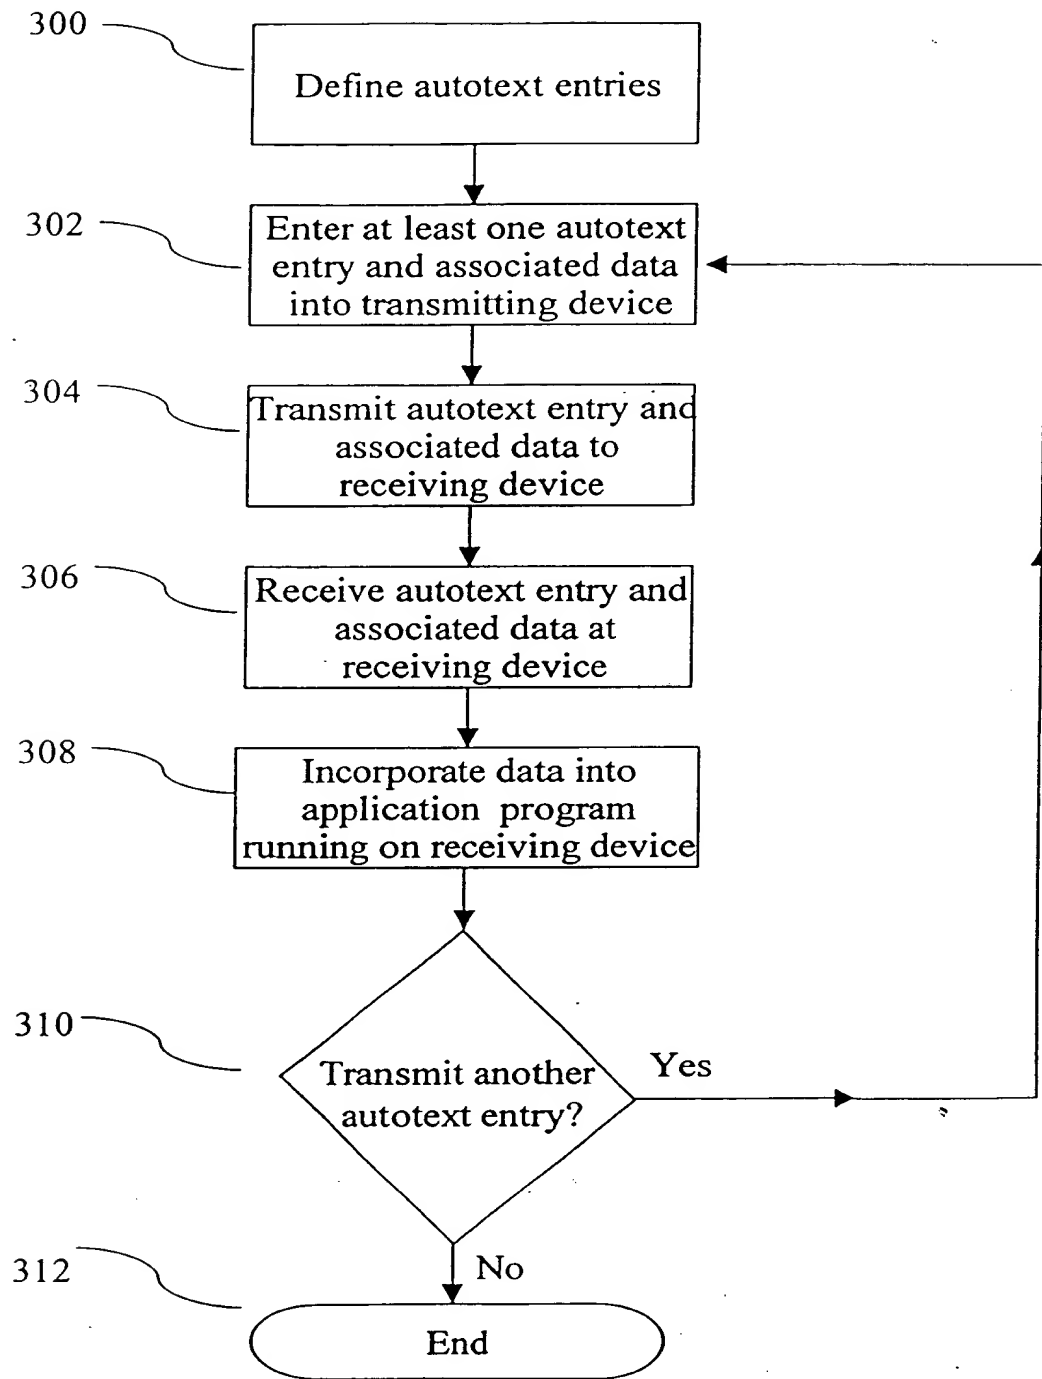 300
Define autotext entries
302
Enter at least one autotext
entry and associated data
into transmitting device
304
Transmit autotext entry and
associated data to
receiving device
306
Receive autotext entry and
associated data at
receiving device
308
Incorporate data into
application program
running on receiving device
310
Transmit another
autotext entry?
Yes
No
312
End